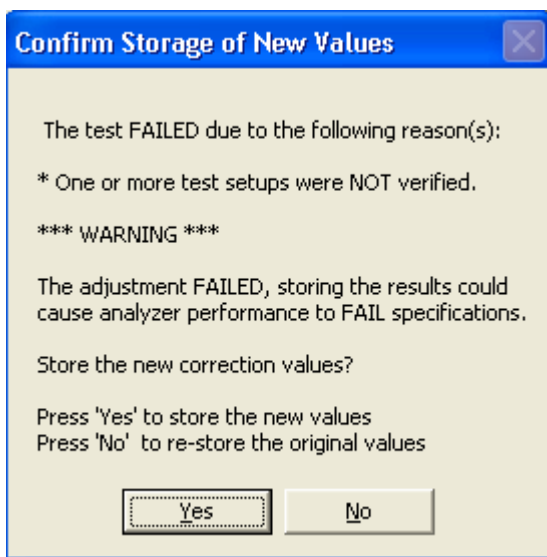 Confirm Storage of New Values
The test FAILED due to the following reason(s):
* One or more test setups were NOT verified.
*** WARNING ***
The adjustment FAILED, storing the results could
cause analyzer performance to FAIL specifications.
Store the new correction values?
Press 'Yes' to store the new values
Press 'No' to re-store the original values
Yes No